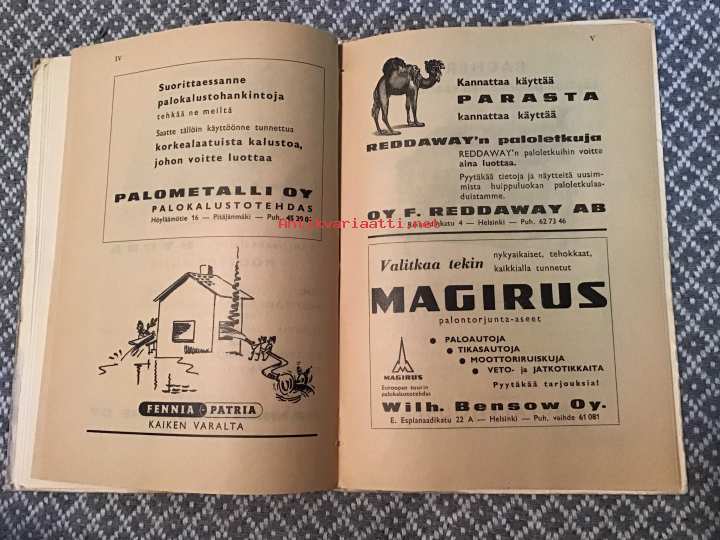 IV
Suorittaessanne
palokalustohankintoja
tehkää ne meiltä
Saatte tällöin käyttöönne tunnettua
korkealaatuista kalustoa,
johon voitte luottaa
PALOMETALLI OY
PALOKALUSTOTEHDAS
Höyläämötie 16 — Pitäjänmäki — Puh. 45 39 0
FENNIA PATRIA
KAIKEN VARALTA
V
Kannattaa käyttää
PARASTA
kannattaa käyttää
REDDAWAY'n paloletkuja
REDDAWAY'n paloletkuihin voitte
aina luottaa.
Pyytäkää tietoja ja näytteitä uusim-
mista huippuluokan paloletkulaa-
duistamme.
OY F. REDDAWAY AB
4 — Helsinki — Puh. 62 73 46
Antikvariaatti.net
Valitkaa tekin
nykyaikaiset, tehokkaat,
kaikkialla tunnetut
MAGIRUS
palontorjunta-aseet
PALOAUTOJA
TIKASAUTOJA
MOOTTORIRUISKUJA
VETO- ja JATKOTIKKAITA
MAGIRUS
Euroopan suurin
palokalustotehdas
Pyytäkää tarjouksia!
Wilh. Bensow Oy.
E. Esplanaadikatu 22 A — Helsinki — Puh. vaihde 61 081